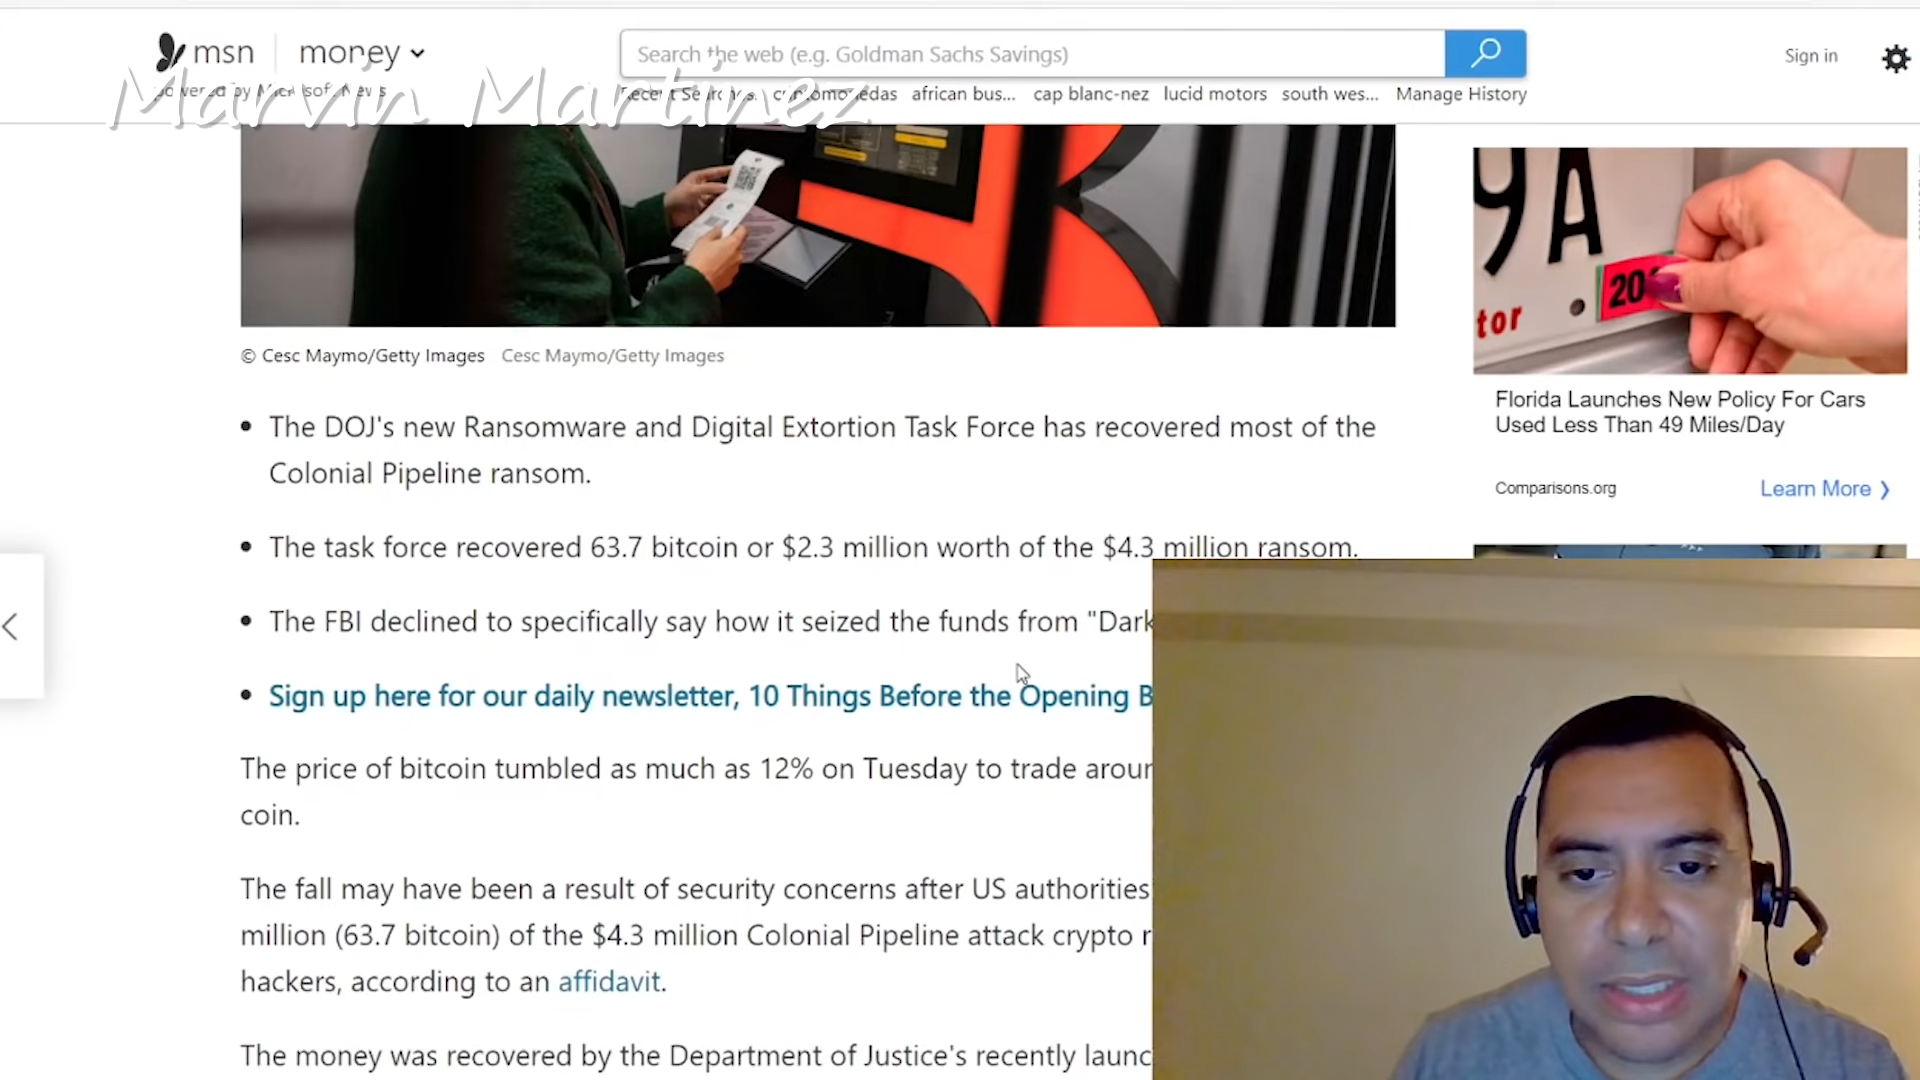 msn money
Search the web (e.g. Goldman Sachs Savings)
Sign in
powered by Microsoft News
Marvin Martinez
Recent Searches: african bus... cap blanc-nez lucid motors south wes... Manage History
9A
tor
20
© Cesc Maymo/Getty Images Cesc Maymo/Getty Images
Florida Launches New Policy For Cars
Used Less Than 49 Miles/Day
Comparisons.org Learn More
• The DOJ's new Ransomware and Digital Extortion Task Force has recovered most of the
Colonial Pipeline ransom.
• The task force recovered 63.7 bitcoin or $2.3 million worth of the $4.3 million ransom.
• The FBI declined to specifically say how it seized the funds from "Dark
• Sign up here for our daily newsletter, 10 Things Before the Opening B
The price of bitcoin tumbled as much as 12% on Tuesday to trade arour
coin.
The fall may have been a result of security concerns after US authorities
million (63.7 bitcoin) of the $4.3 million Colonial Pipeline attack crypto r
hackers, according to an affidavit.
The money was recovered by the Department of Justice's recently launc